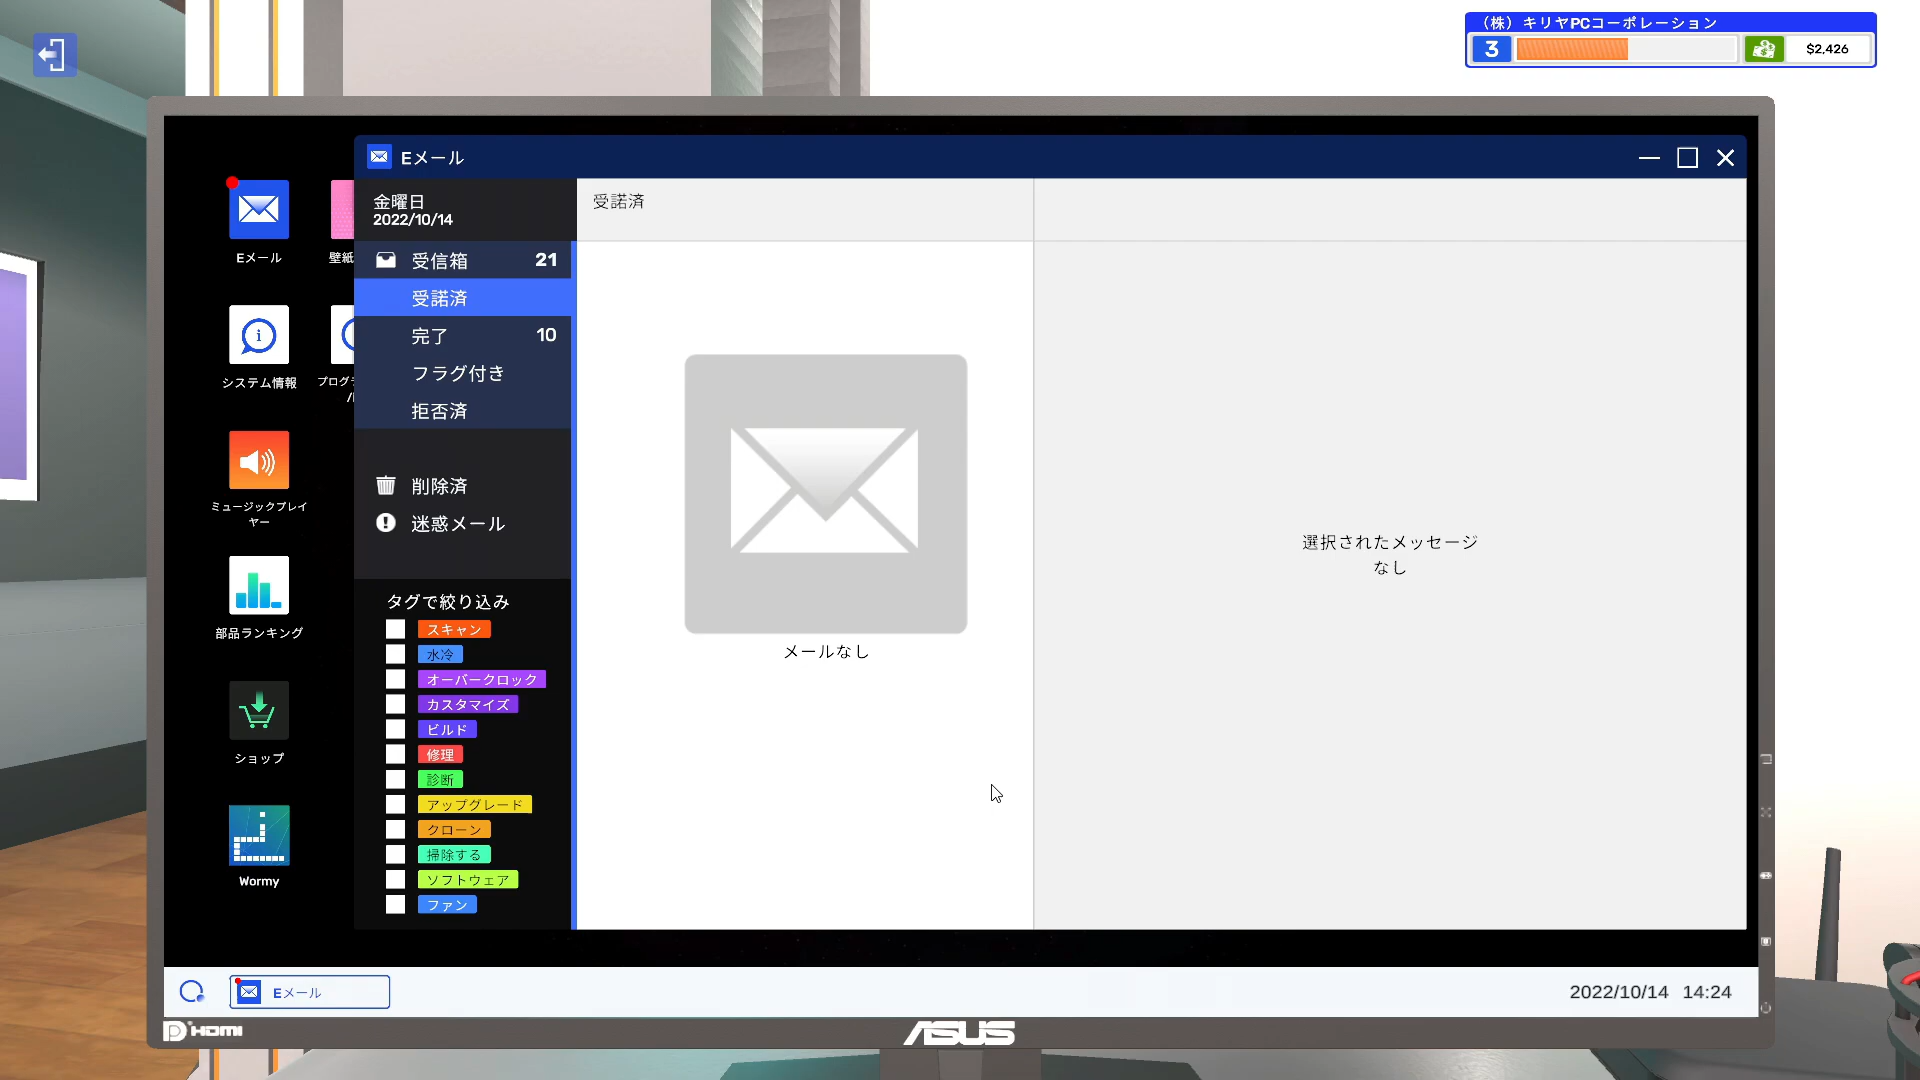 （株）キリヤPCコーポレーション
3
$2,426
Eメール
金曜日
2022/10/14
受諾済
受信箱 21
受諾済
完了 10
フラグ付き
拒否済
削除済
迷惑メール
タグで絞り込み
スキャン
水冷
オーバークロック
カスタマイズ
ビルド
修理
診断
アップグレード
クローン
掃除する
ソフトウェア
ファン
メールなし
選択されたメッセージ
なし
Eメール
壁紙
システム情報
プログラ
ミュージックプレイ
ヤー
部品ランキング
ショップ
Wormy
Eメール
2022/10/14 14:24
HDMI
ASUS